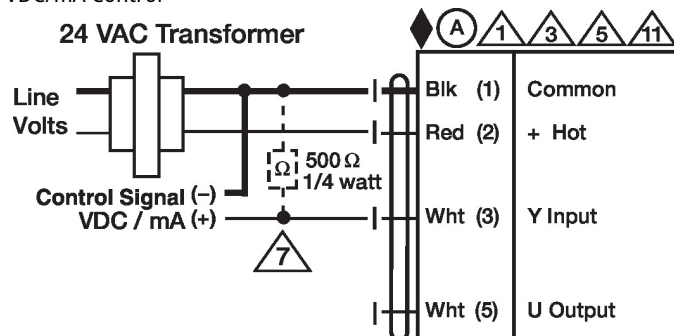 VDC/mA Control
24 VAC Transformer
A 1 3 5 11
Line
Volts
Blk (1) Common
Red (2) + Hot
Ω 500 Ω
1/4 watt
Control Signal (–)
VDC / mA (+)
Wht (3) Y Input
7
Wht (5) U Output